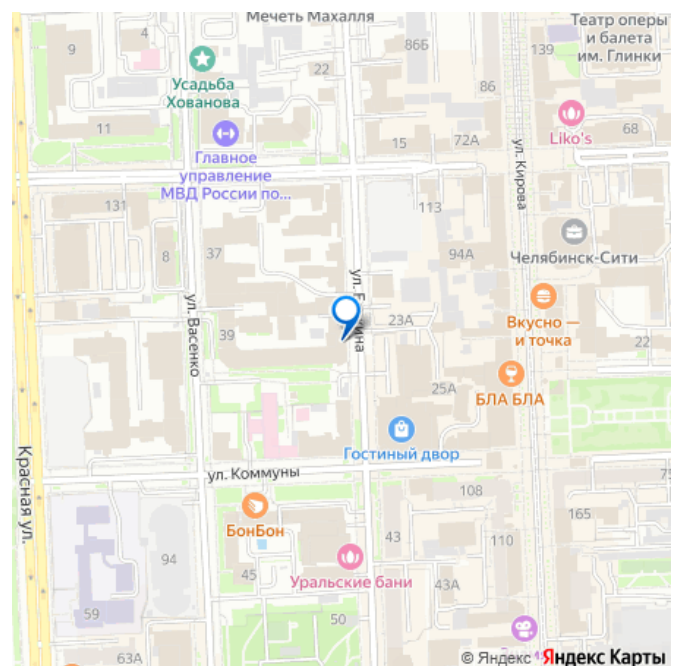 Мечеть Махалля
Театр оперы
и балета
им. Глинки
9
4
86Б
139
22
Усадьба
Хованова
86
11
15
72А
Liko's
68
Главное
управление
МВД России по...
ул. Кирова
131
113
37
8
94А
Челябинск-Сити
ул. Васенко
23А
Вкусно —
и точка
39
22
25А
БЛА БЛА
Гостиный двор
Красная ул.
ул. Коммуны
108
165
БонБон
43
110
94
45
Уральские бани
43А
59
50
63А
© Яндекс Яндекс Карты